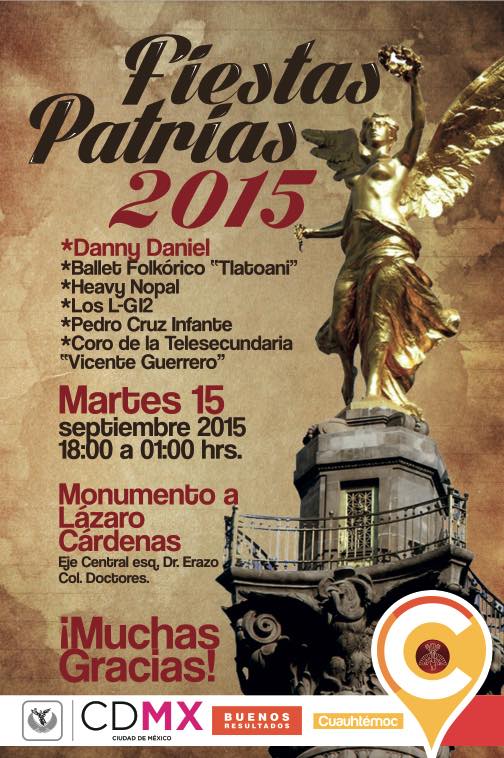 Fiestas
Patrias
2015
*Danny Daniel
*Ballet Folkórico "Tlatoani"
*Heavy Nopal
*Los L-GI2
*Pedro Cruz Infante
*Coro de la Telesecundaria
"Vicente Guerrero"
Martes 15
septiembre 2015
18:00 a 01:00 hrs.
Monumento a
Lázaro
Cárdenas
Eje Central esq, Dr. Erazo
Col. Doctores.
¡Muchas
Gracias!
CDMX
CIUDAD DE MÉXICO
BUENOS
RESULTADOS
Cuauhtémoc
C